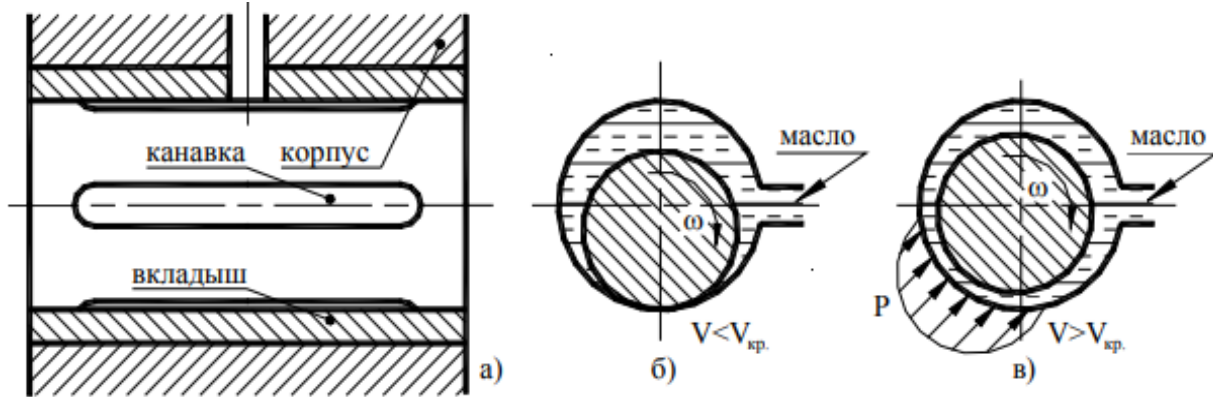 канавка
корпус
вкладыш
а)
масло
ω
V<Vкр.
б)
масло
ω
P
V>Vкр.
в)